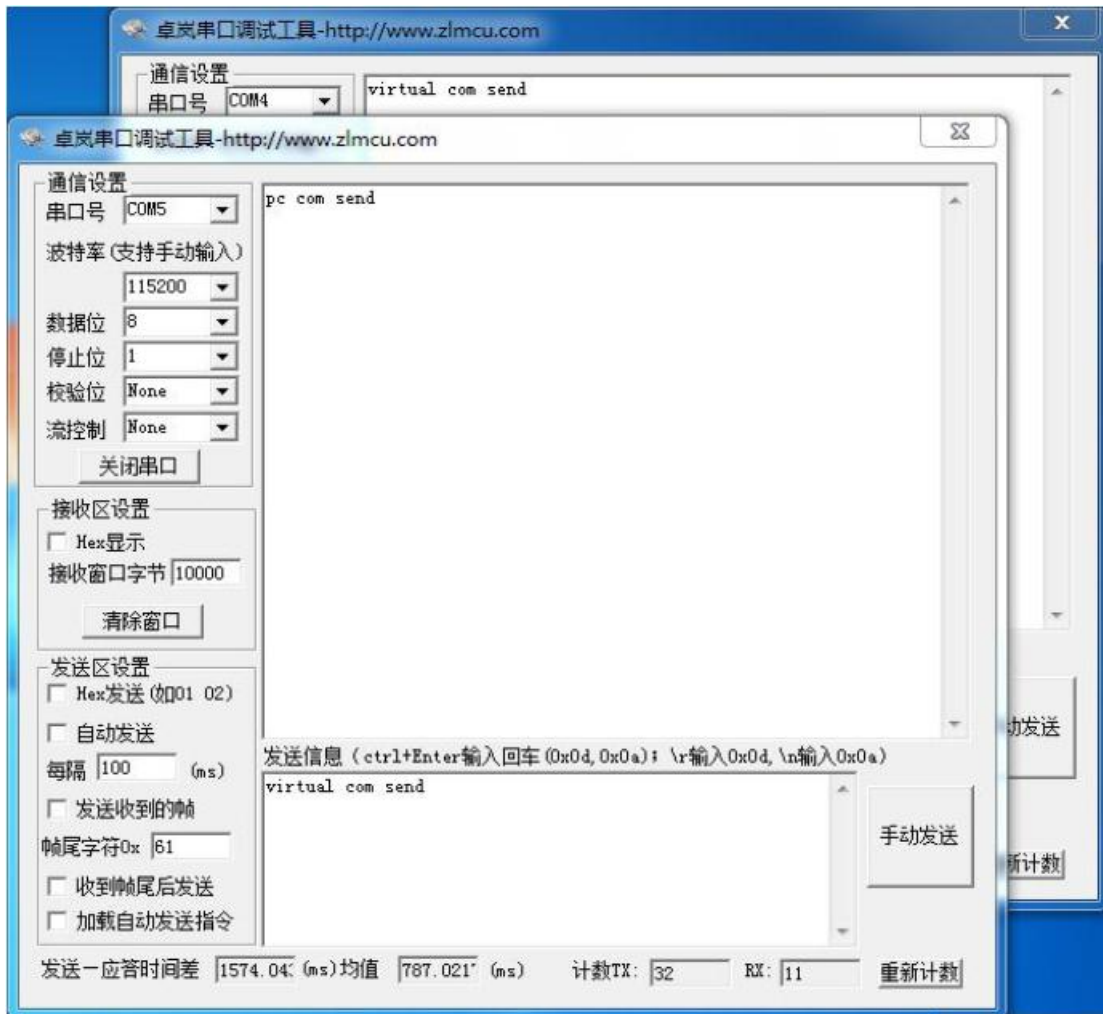 卓岚串口调试工具-http://www.zlmcu.com
通信设置
串口号 COM4
virtual com send
卓岚串口调试工具-http://www.zlmcu.com
通信设置
串口号 COM5
pc com send
波特率(支持手动输入)
115200
数据位 8
停止位 1
校验位 None
流控制 None
关闭串口
接收区设置
Hex显示
接收窗口字节 10000
清除窗口
发送区设置
Hex发送(如01 02)
自动发送
每隔 100 (ms)
发送收到的帧
帧尾字符0x 61
收到帧尾后发送
加载自动发送指令
发送信息(ctrl+Enter输入回车(0x0d,0x0a); \r输入0x0d,\n输入0x0a)
virtual com send
手动发送
动发送
新计数
发送一应答时间差 1574.04 (ms)均值 787.021 (ms) 计数TX: 32 RX: 11 重新计数